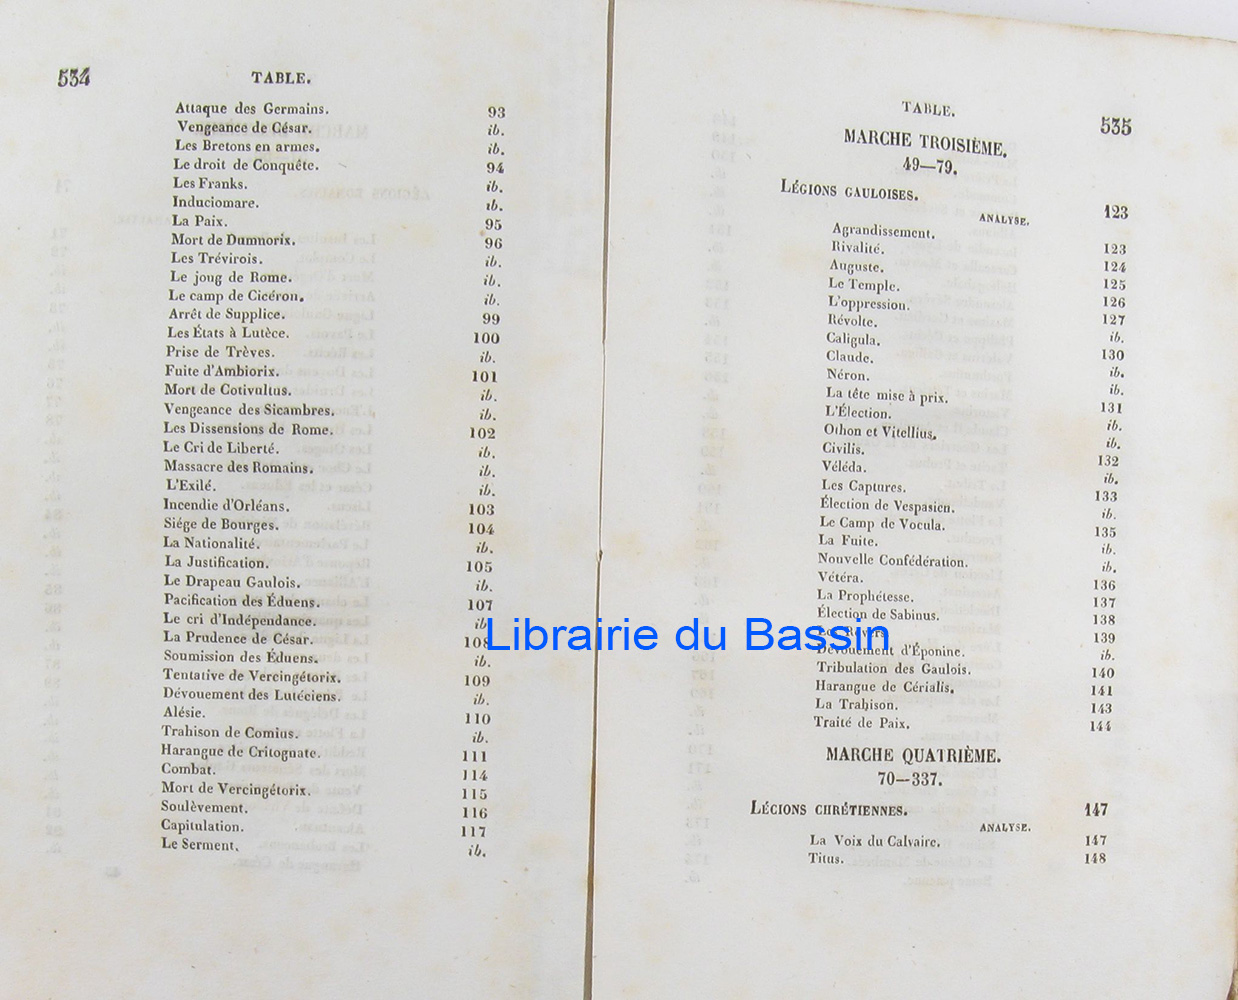 534
TABLE.
Attaque des Germains. 93
Vengeance de César. ib.
Les Bretons en armes. ib.
Le droit de Conquête. 94
Les Franks. ib.
Induciomare. ib.
La Paix. 95
Mort de Dumnorix. 96
Les Trévirois. ib.
Le joug de Rome. ib.
Le camp de Cicéron. ib.
Arrêt de Supplice. 99
Les États à Lutèce. 100
Prise de Trèves. ib.
Fuite d'Ambiorix. 101
Mort de Cotivultus. ib.
Vengeance des Sicambres. ib.
Les Dissensions de Rome. 102
Le Cri de Liberté. ib.
Massacre des Romains. ib.
L'Exilé. ib.
Incendie d'Orléans. 103
Siége de Bourges. 104
La Nationalité. ib.
La Justification. 105
Le Drapeau Gaulois. ib.
Pacification des Éduens. 107
Le cri d'Indépendance. ib
La Prudence de César. 108
Soumission des Éduens. ib.
Tentative de Vercingétorix. 109
Dévouement des Lutéciens. ib.
Alésie. 110
Trahison de Comius. ib.
Harangue de Critognate. 111
Combat. 114
Mort de Vercingétorix. 115
Soulèvement. 116
Capitulation. 117
Le Serment. ib.
TABLE.
535
MARCHE TROISIÈME.
49—79.
LÉGIONS GAULOISES. 123
ANALYSE.
Agrandissement. 123
Rivalité. 124
Auguste. 125
Le Temple. 126
L'oppression. 127
Révolte. ib.
Caligula. 130
Claude. ib.
Néron. ib.
La tête mise à prix. 131
L'Élection. ib.
Othon et Vitellius. ib.
Civilis. 132
Véléda. ib.
Les Captures. 133
Élection de Vespasien. ib.
Le Camp de Vocula. 135
La Fuite. ib.
Nouvelle Confédération. ib.
Vétéra. 136
La Prophétesse. 137
Élection de Sabinus. 138
139
Dévouement d'Éponine. ib.
Tribulation des Gaulois. 140
Harangue de Cérialis. 141
La Trahison. 143
Traité de Paix. 144
MARCHE QUATRIÈME.
70—337.
LÉGIONS CHRÉTIENNES. 147
ANALYSE.
La Voix du Calvaire. 147
Titus. 148
Librairie du Bassin